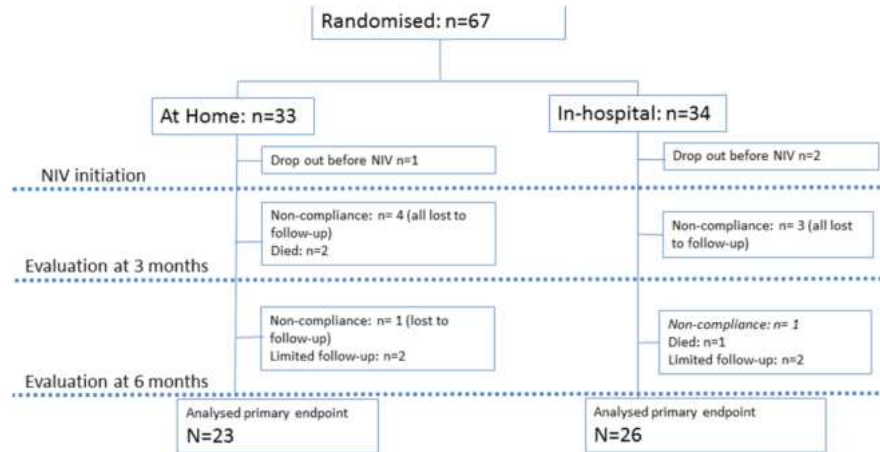 Randomised: n=67
At Home: n=33
In-hospital: n=34
Drop out before NIV n=1
Drop out before NIV n=2
NIV initiation
Non-compliance: n= 4 (all lost to
follow-up)
Died: n=2
Non-compliance: n= 3 (all lost
to follow-up)
Evaluation at 3 months
Non-compliance: n= 1 (lost to
follow-up)
Limited follow-up: n=2
Non-compliance: n= 1
Died: n=1
Limited follow-up: n=2
Evaluation at 6 months
Analysed primary endpoint
N=23
Analysed primary endpoint
N=26